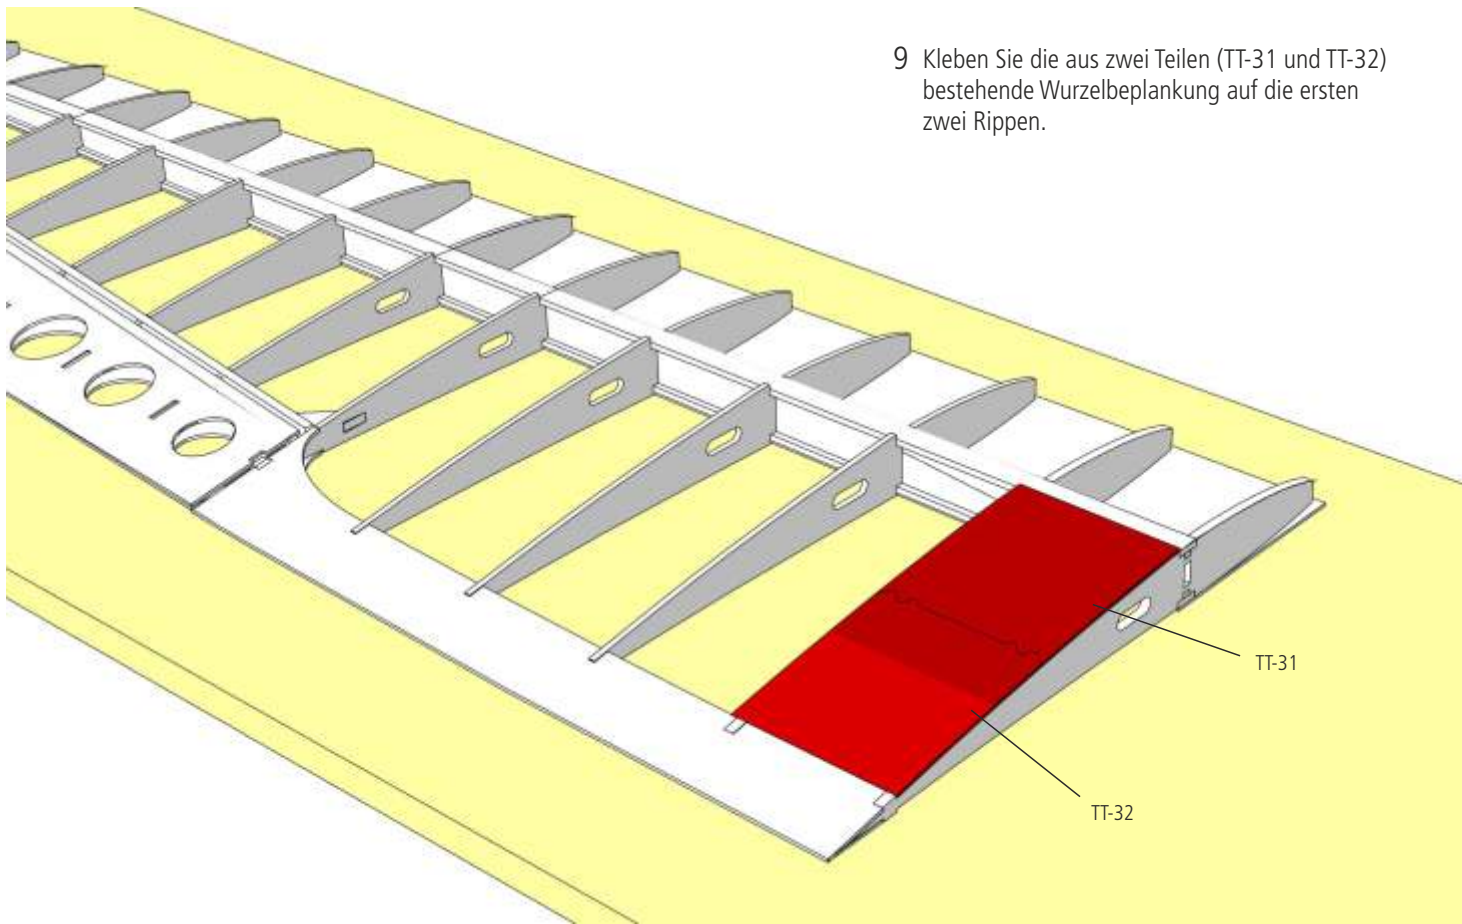 9 Kleben Sie die aus zwei Teilen (TT-31 und TT-32)
bestehende Wurzelbeplankung auf die ersten
zwei Rippen.
TT-31
TT-32